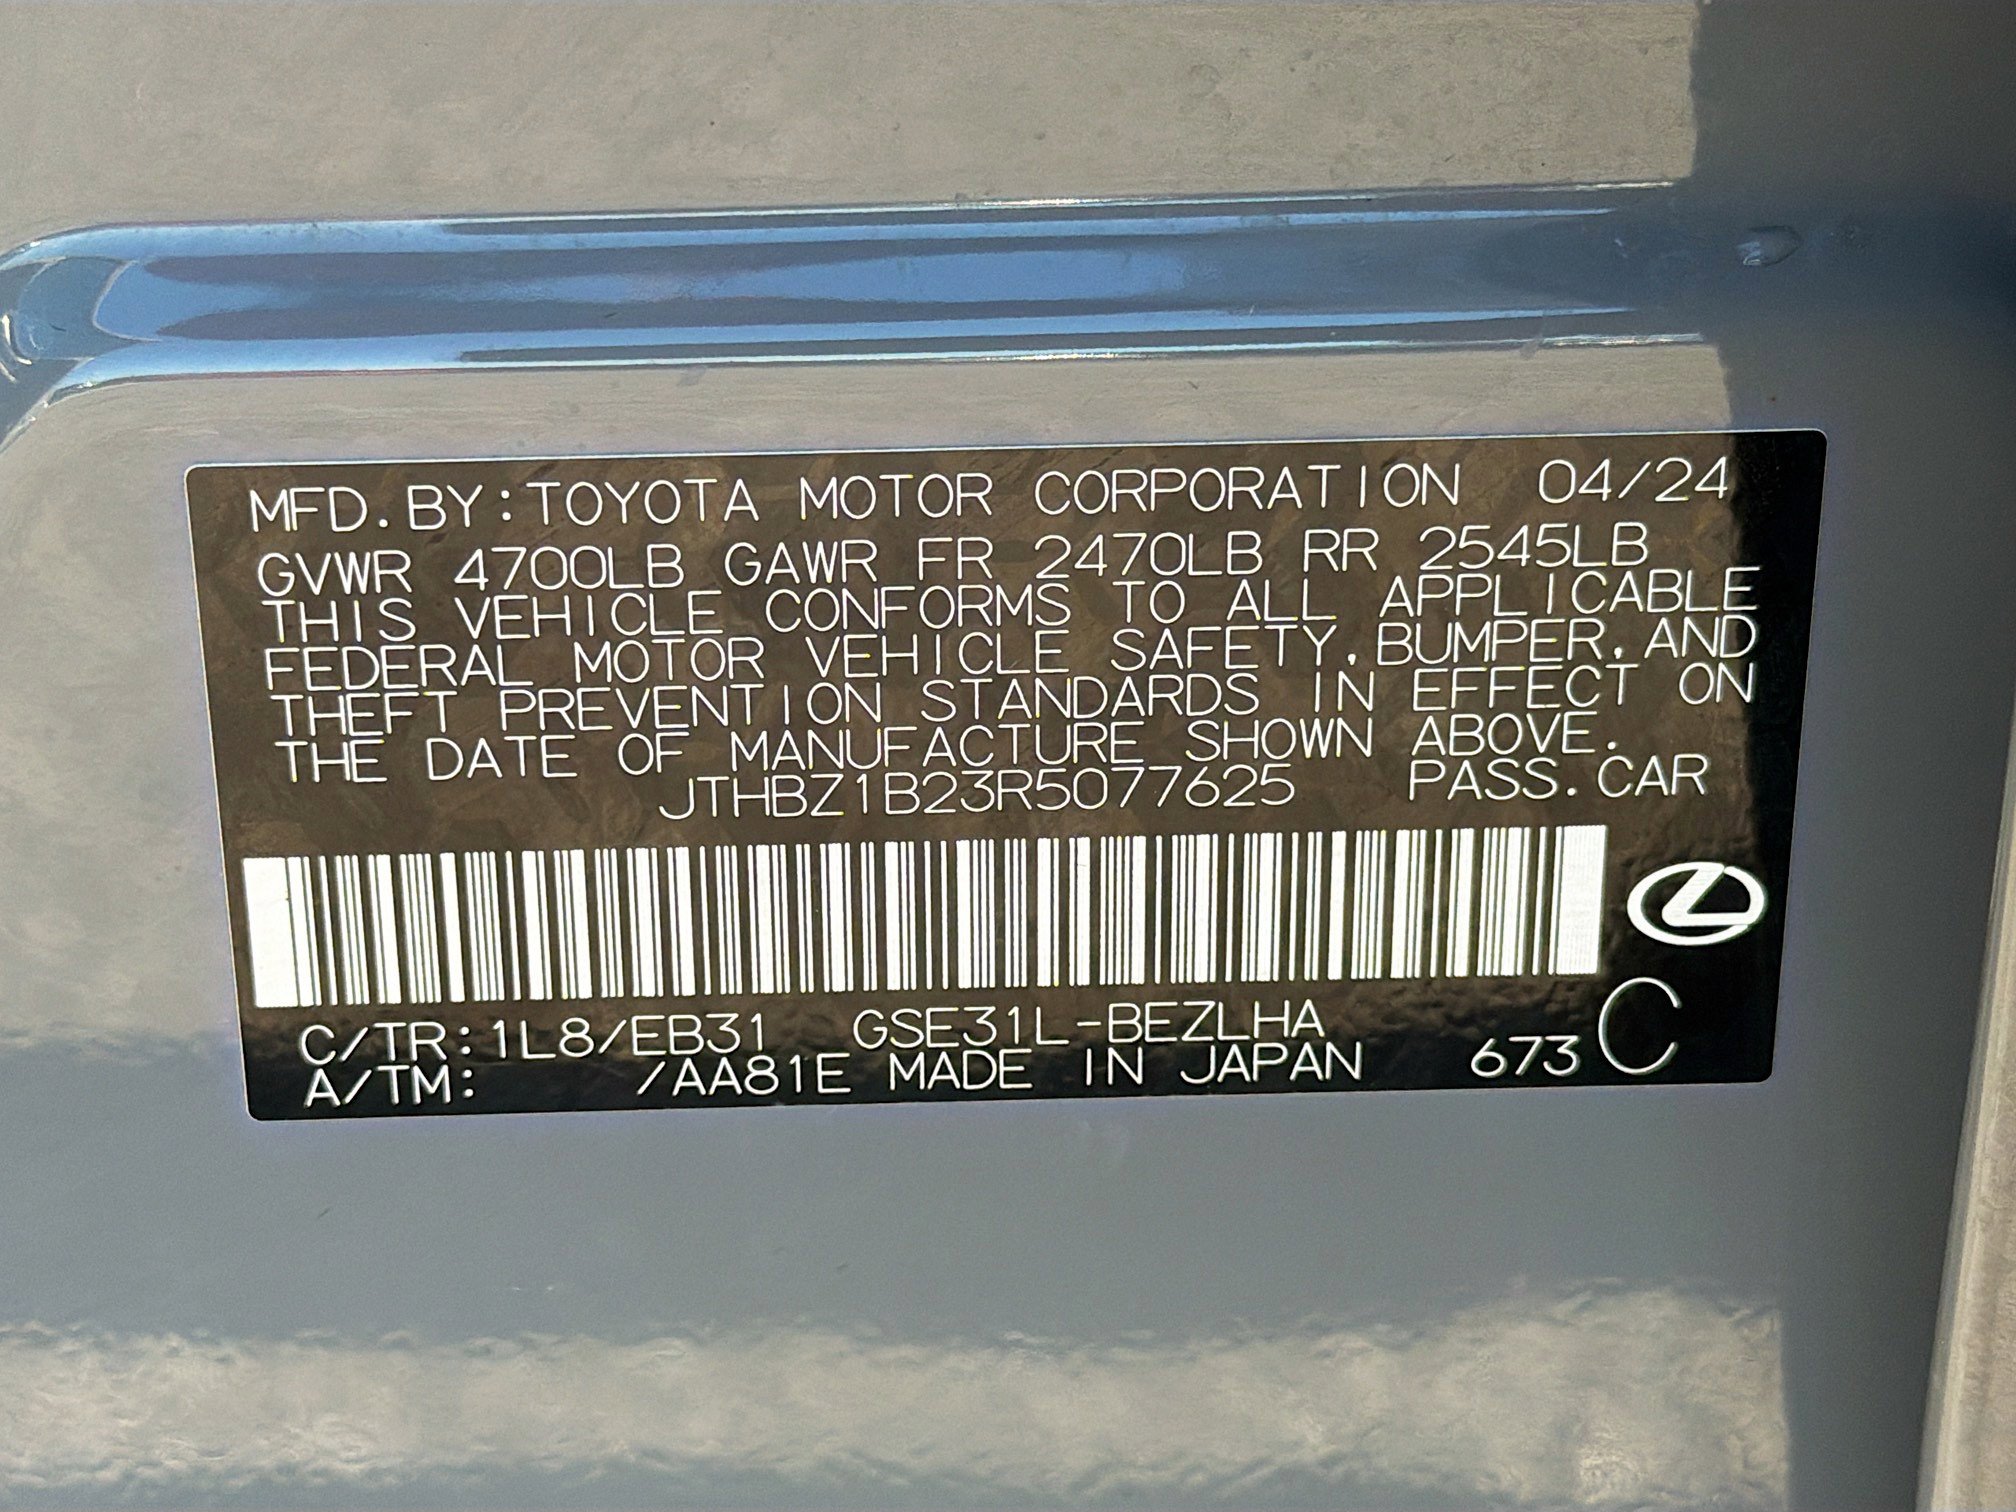 MFD. BY: TOYOTA MOTOR CORPORATION 04/24
GVWR 4700LB GAWR FR 2470LB RR 2545LB
THIS VEHICLE CONFORMS TO ALL APPLICABLE
FEDERAL MOTOR VEHICLE SAFETY, BUMPER, AND
THEFT PREVENTION STANDARDS IN EFFECT ON
THE DATE OF MANUFACTURE SHOWN ABOVE.
JTHBZ1B23R5077625 PASS. CAR
C/TR: 1L8/EB31 GSE31L-BEZLHA
A/TM: /AA81E MADE IN JAPAN 673 C